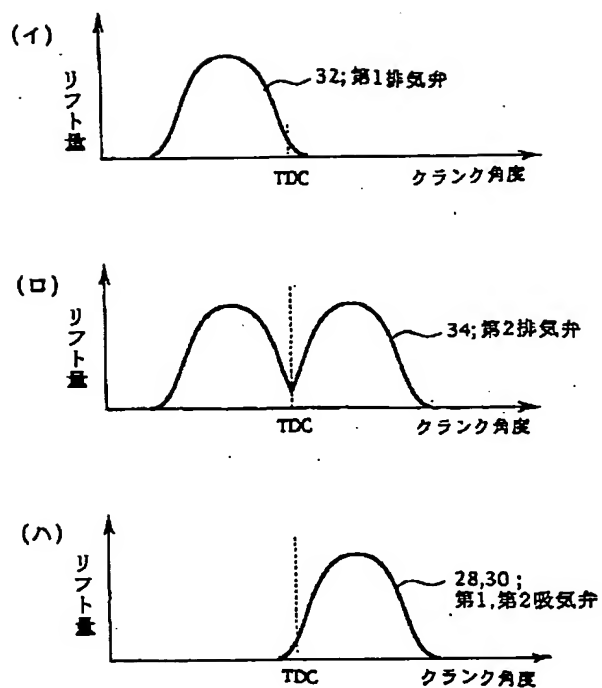 (イ)
リフト量
32;第1排気弁
TDC
クランク角度
(ロ)
リフト量
34;第2排気弁
TDC
クランク角度
(ハ)
リフト量
28,30;
第1,第2吸気弁
TDC
クランク角度